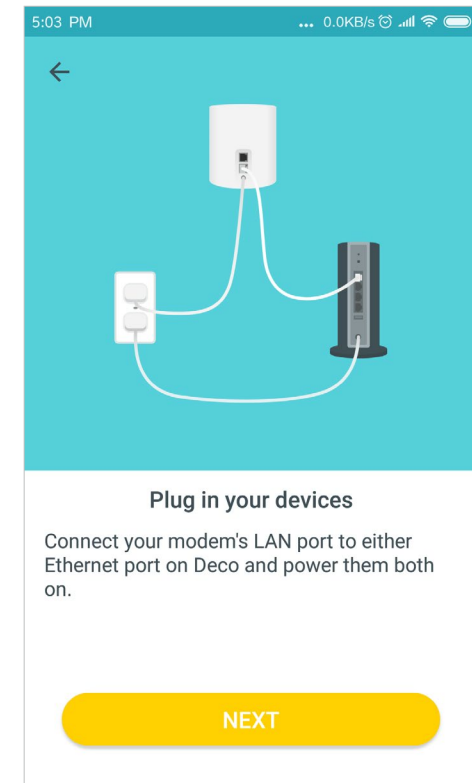 5:03 PM
... 0.0KB/s
Plug in your devices
Connect your modem's LAN port to either
Ethernet port on Deco and power them both
on.
NEXT